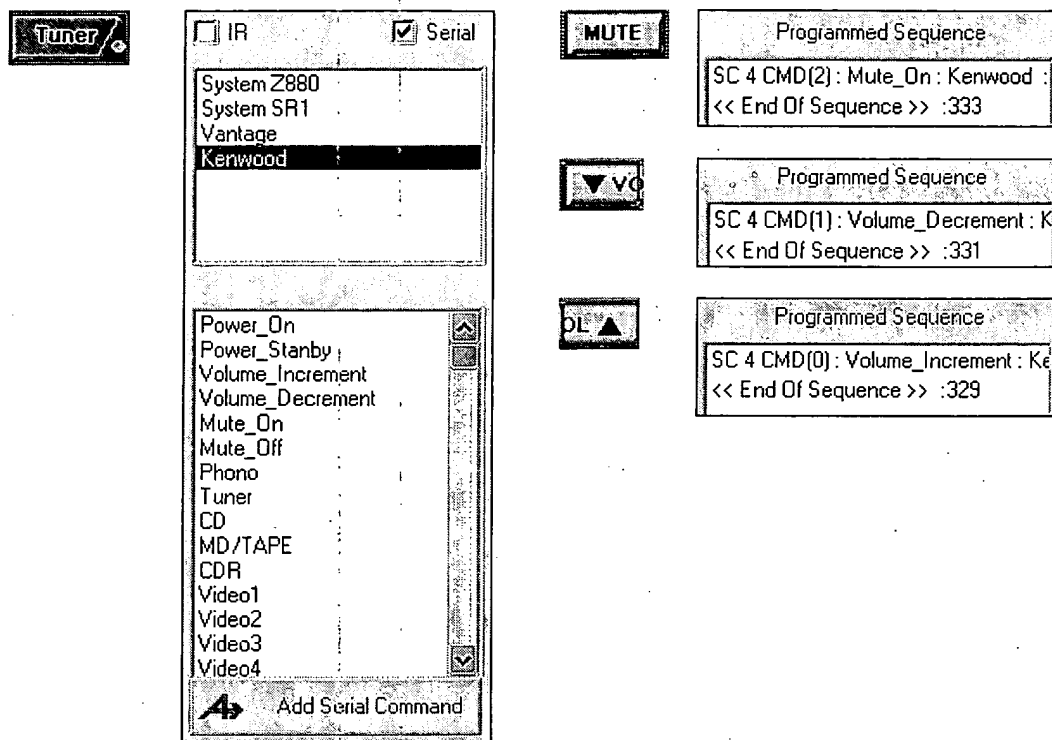 Tuner
IR
Serial
System Z880
System SR1
Vantage
Kenwood
Power_On
Power_Stanby
Volume_Increment
Volume_Decrement
Mute_On
Mute_Off
Phono
Tuner
CD
MD/TAPE
CDR
Video1
Video2
Video3
Video4
Add Serial Command
MUTE
Programmed Sequence
SC 4 CMD(2) : Mute_On : Kenwood :
<< End Of Sequence >> :333
▼ VO
Programmed Sequence
SC 4 CMD(1) : Volume_Decrement : K
<< End Of Sequence >> :331
OL ▲
Programmed Sequence
SC 4 CMD(0) : Volume_Increment : Ke
<< End Of Sequence >> :329